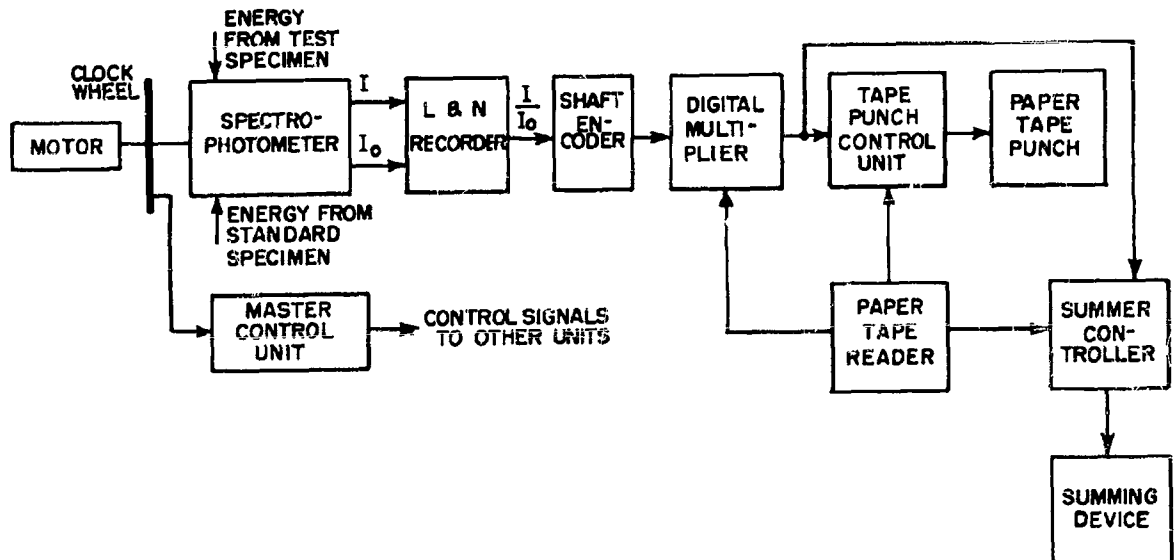 ENERGY
FROM TEST
SPECIMEN
CLOCK
WHEEL
MOTOR
SPECTRO-
PHOTOMETER
I
I₀
ENERGY FROM
STANDARD
SPECIMEN
L & N
RECORDER
I
I₀
SHAFT
EN-
CODER
DIGITAL
MULTI-
PLIER
TAPE
PUNCH
CONTROL
UNIT
PAPER
TAPE
PUNCH
MASTER
CONTROL
UNIT
CONTROL SIGNALS
TO OTHER UNITS
PAPER
TAPE
READER
SUMMER
CON-
TROLLER
SUMMING
DEVICE